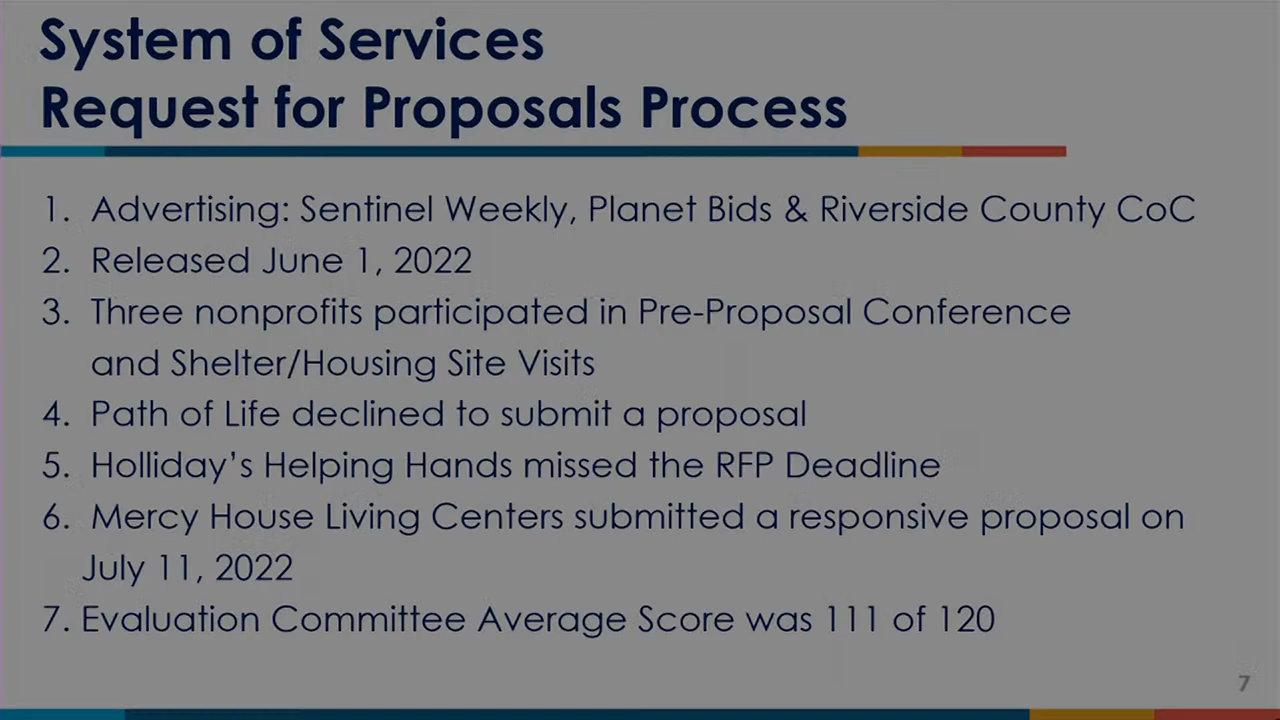 System of Services
Request for Proposals Process
1. Advertising: Sentinel Weekly, Planet Bids & Riverside County CoC
2. Released June 1, 2022
3. Three nonprofits participated in Pre-Proposal Conference
and Shelter/Housing Site Visits
4. Path of Life declined to submit a proposal
5. Holliday’s Helping Hands missed the RFP Deadline
6. Mercy House Living Centers submitted a responsive proposal on
July 11, 2022
7. Evaluation Committee Average Score was 111 of 120
7